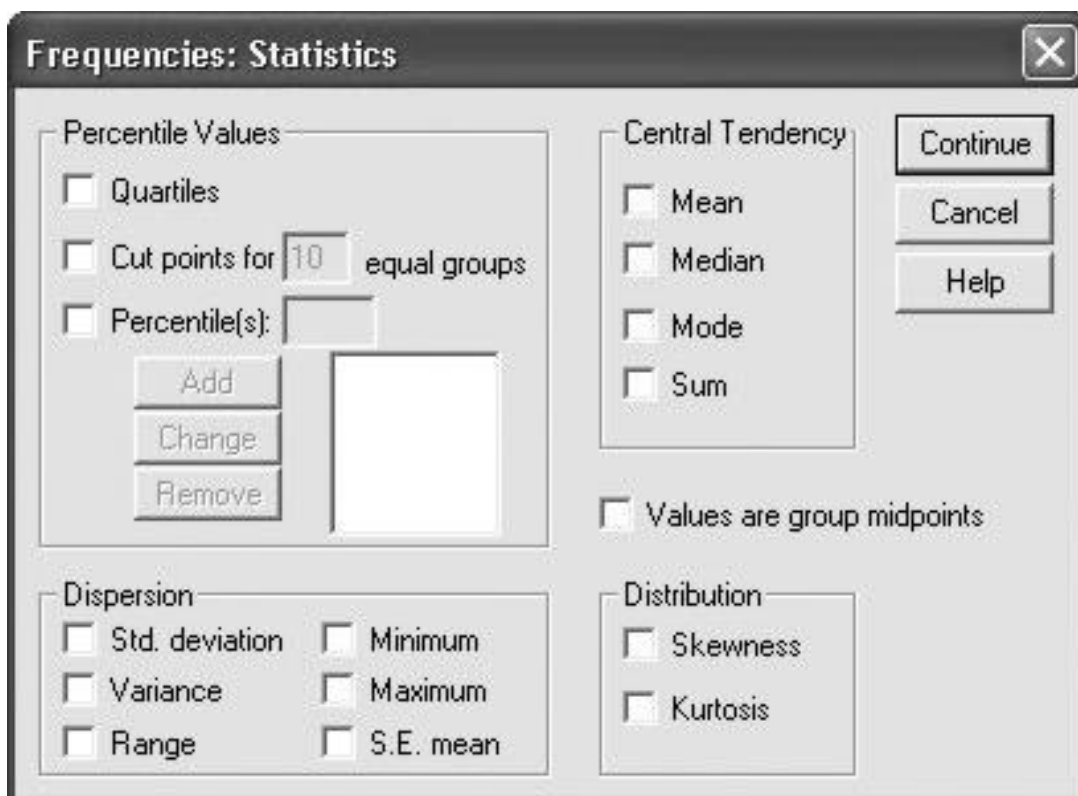 Frequencies: Statistics
Percentile Values
Quartiles
Cut points for 10 equal groups
Percentile(s):
Add
Change
Remove
Central Tendency
Mean
Median
Mode
Sum
Continue
Cancel
Help
Values are group midpoints
Dispersion
Std. deviation
Minimum
Variance
Maximum
Range
S.E. mean
Distribution
Skewness
Kurtosis